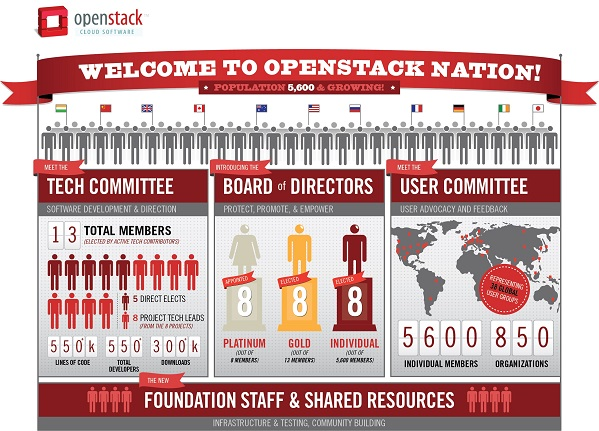 openstack
CLOUD SOFTWARE
WELCOME TO OPENSTACK NATION!
POPULATION 5,600 & GROWING!
MEET THE
TECH COMMITTEE
SOFTWARE DEVELOPMENT & DIRECTION
13 TOTAL MEMBERS
(ELECTED BY ACTIVE TECH CONTRIBUTORS)
5 DIRECT ELECTS
8 PROJECT TECH LEADS
(FROM THE 8 PROJECTS)
550k 550+ 300k
LINES OF CODE TOTAL DEVELOPERS DOWNLOADS
INTRODUCING THE
BOARD of DIRECTORS
PROTECT, PROMOTE, & EMPOWER
APPOINTED ELECTED ELECTED
8 8 8
PLATINUM GOLD INDIVIDUAL
(OUT OF 8 MEMBERS) (OUT OF 13 MEMBERS) (OUT OF 5,600 MEMBERS)
MEET THE
USER COMMITTEE
USER ADVOCACY AND FEEDBACK
REPRESENTING
GLOBAL
USER GROUPS
5600 850
INDIVIDUAL MEMBERS ORGANIZATIONS
THE NEW
FOUNDATION STAFF & SHARED RESOURCES
INFRASTRUCTURE & TESTING, COMMUNITY BUILDING